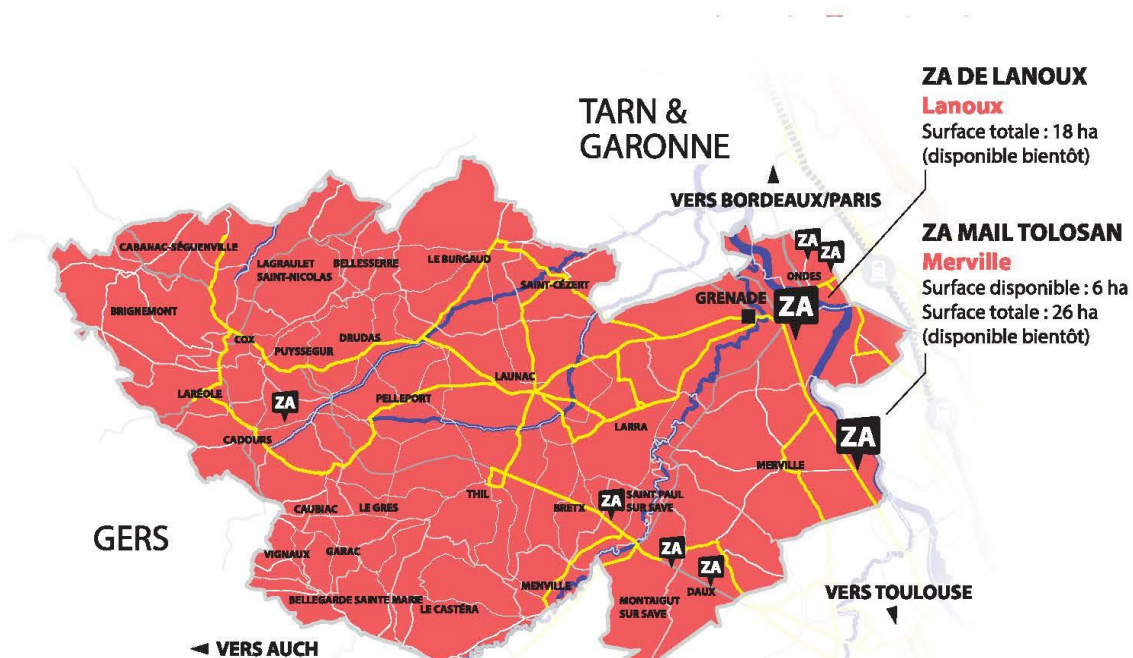 TARN &
GARONNE
VERS BORDEAUX/PARIS
ZA DE LANOUX
Lanoux
Surface totale : 18 ha
(disponible bientôt)
ZA MAIL TOLOSAN
Merville
Surface disponible : 6 ha
Surface totale : 26 ha
(disponible bientôt)
CABANAC-SÉGUENVILLE
LAGRAULET
SAINT-NICOLAS
BELLESSERRE
LE BURGAUD
SAINT-CÉZERT
ZA
ZA
ONDES
GRENADE
ZA
BRIGNEMONT
COX
PUYSSEGUR
DRUDAS
LAUNAC
LARÉOLE
ZA
PELLEPORT
CADOURS
LARRA
ZA
MERVILLE
THIL
BRETX
ZA
SAINT PAUL
SUR SAVE
CAUBIAC
LE GRES
GERS
VIGNAUX
GARAC
ZA
ZA
MENVILLE
DAUX
MONTAIGUT
SUR SAVE
BELLEGARDE SAINTE MARIE
LE CASTÉRA
VERS TOULOUSE
VERS AUCH